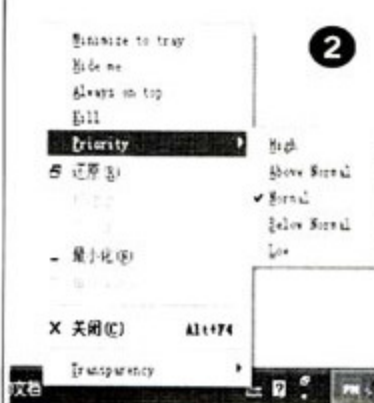 2
Minimize to tray
Hide me
Always on top
Kill
Priority
High
Above Normal
Normal
Below Normal
Low
还原(R)
最小化(N)
关闭(C) Alt+F4
Transparency
文档